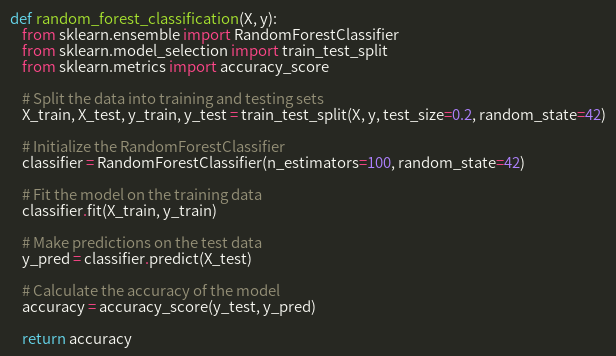 def random_forest_classification(X, y):
    from sklearn.ensemble import RandomForestClassifier
    from sklearn.model_selection import train_test_split
    from sklearn.metrics import accuracy_score

    # Split the data into training and testing sets
    X_train, X_test, y_train, y_test = train_test_split(X, y, test_size=0.2, random_state=42)

    # Initialize the RandomForestClassifier
    classifier = RandomForestClassifier(n_estimators=100, random_state=42)

    # Fit the model on the training data
    classifier.fit(X_train, y_train)

    # Make predictions on the test data
    y_pred = classifier.predict(X_test)

    # Calculate the accuracy of the model
    accuracy = accuracy_score(y_test, y_pred)

    return accuracy